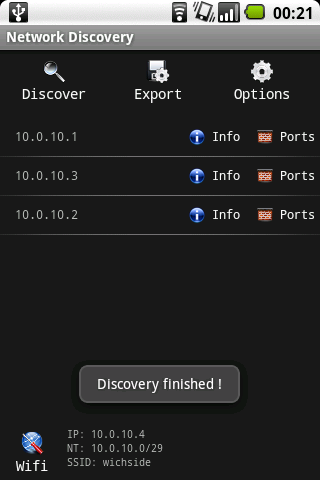 00:21
Network Discovery
Discover Export Options
10.0.10.1 Info Ports
10.0.10.3 Info Ports
10.0.10.2 Info Ports
Discovery finished !
IP: 10.0.10.4
NT: 10.0.10.0/29
SSID: wichside
Wifi